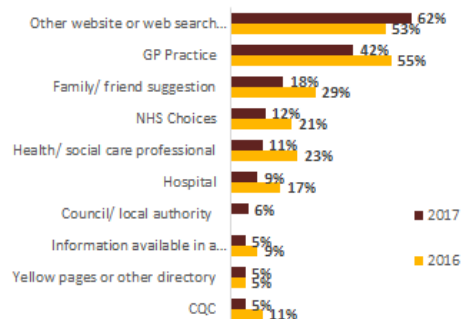 Other website or web search... 62%
53%
GP Practice 42%
55%
Family/ friend suggestion 18%
29%
NHS Choices 12%
21%
Health/ social care professional 11%
23%
Hospital 9%
17%
Council/ local authority 6%
2017
Information available in a... 5%
9%
2016
Yellow pages or other directory 5%
5%
CQC 5%
11%